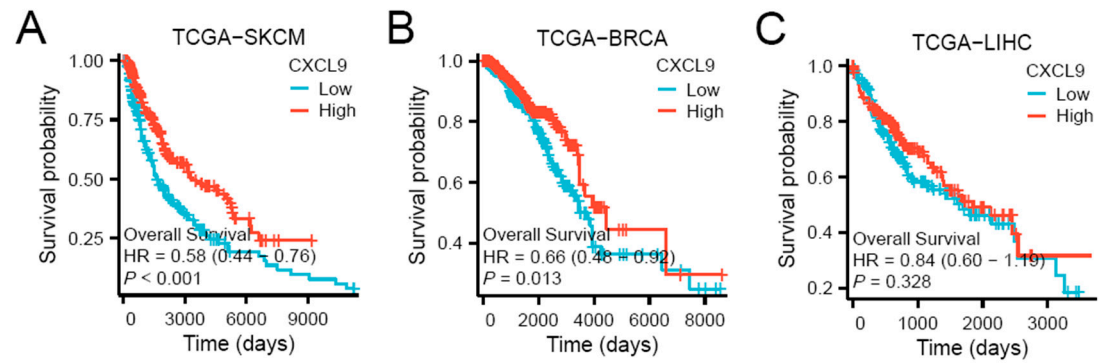 A
TCGA−SKCM
CXCL9
Low
High
Survival probability
1.00
0.75
0.50
0.25
Overall Survival
HR = 0.58 (0.44 − 0.76)
P < 0.001
0
3000
6000
9000
Time (days)
B
TCGA−BRCA
CXCL9
Low
High
Survival probability
1.0
0.8
0.6
0.4
Overall Survival
HR = 0.66 (0.48 − 0.92)
P = 0.013
0
2000
4000
6000
8000
Time (days)
C
TCGA−LIHC
CXCL9
Low
High
Survival probability
1.0
0.8
0.6
0.4
0.2
Overall Survival
HR = 0.84 (0.60 − 1.19)
P = 0.328
0
1000
2000
3000
Time (days)